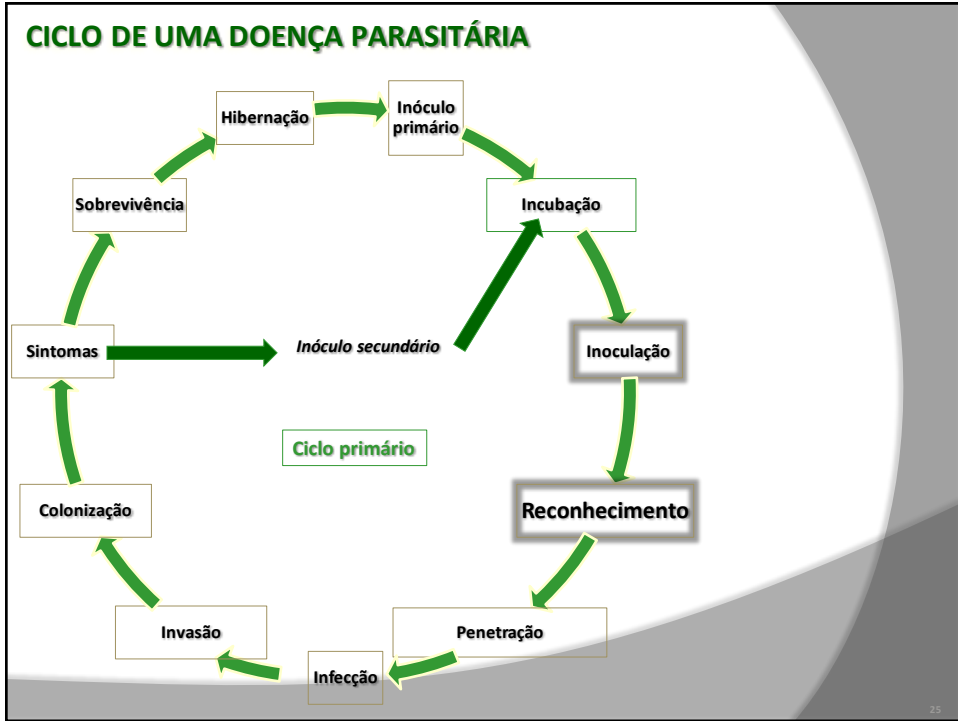 CICLO DE UMA DOENÇA PARASITÁRIA
Hibernação
Inóculo
primário
Sobrevivência
Incubação
Sintomas
Inóculo secundário
Inoculação
Ciclo primário
Colonização
Reconhecimento
Invasão
Penetração
Infecção
25